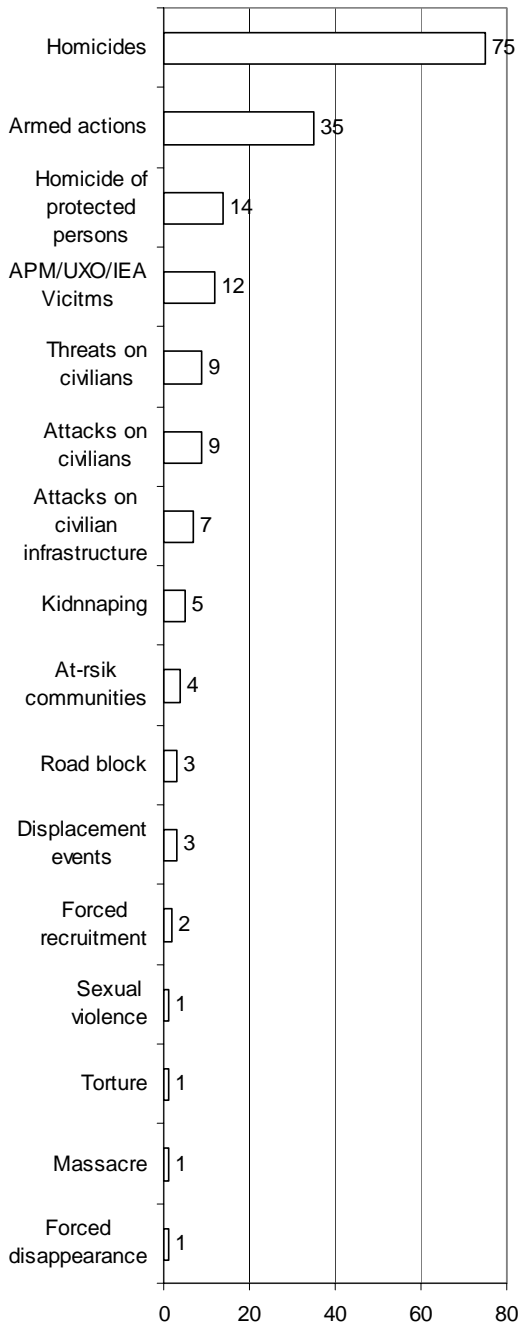 Homicides
75
Armed actions
35
Homicide of
protected
persons
14
APM/UXO/IEA
Vicitms
12
Threats on
civilians
9
Attacks on
civilians
9
Attacks on
civilian
infrastructure
7
Kidnnaping
5
At-rsik
communities
4
Road block
3
Displacement
events
3
Forced
recruitment
2
Sexual
violence
1
Torture
1
Massacre
1
Forced
disappearance
1
0 20 40 60 80